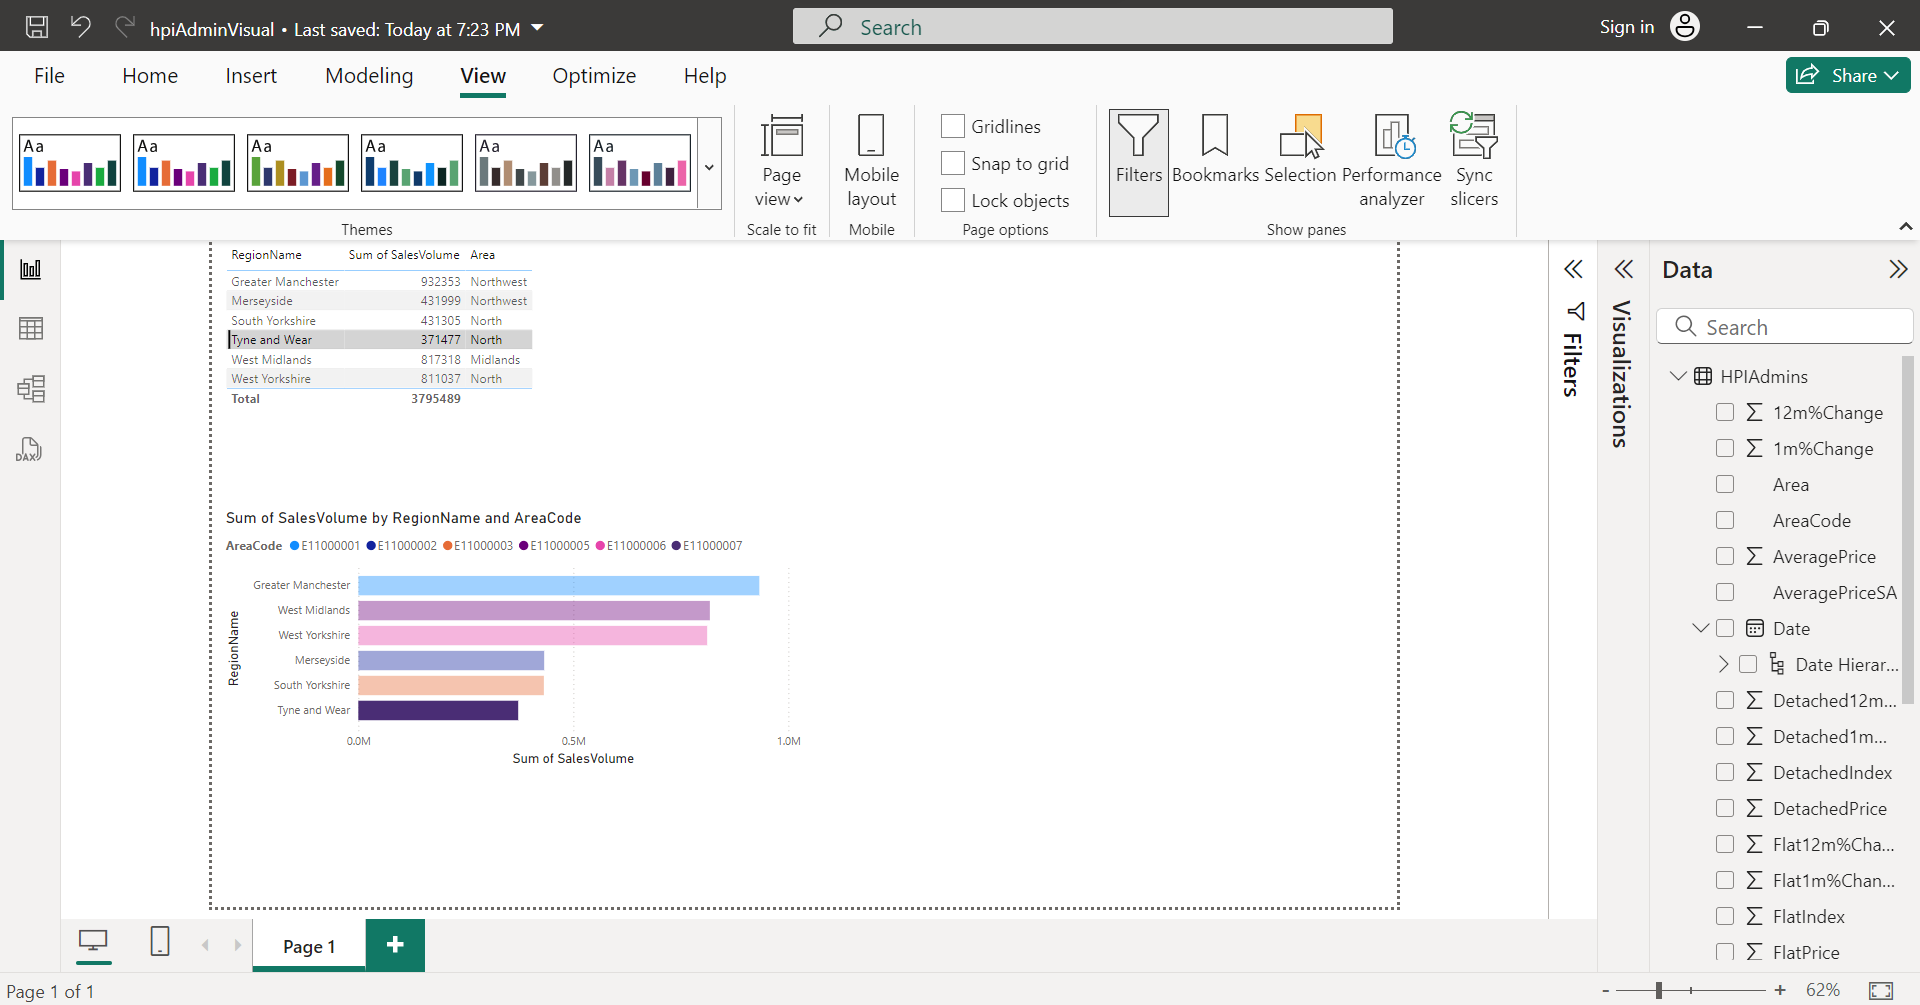 hpiAdminVisual • Last saved: Today at 7:23 PM
Search
Sign in
File Home Insert Modeling View Optimize Help
Share
Aa Aa Aa Aa Aa Aa
Themes
Page view
Scale to fit
Mobile layout
Mobile
Gridlines
Snap to grid
Lock objects
Page options
Filters
Bookmarks
Selection
Performance analyzer
Sync slicers
Show panes
DAX
RegionName Sum of SalesVolume Area
Greater Manchester 932353 Northwest
Merseyside 431999 Northwest
South Yorkshire 431305 North
Tyne and Wear 371477 North
West Midlands 817318 Midlands
West Yorkshire 811037 North
Total 3795489
Sum of SalesVolume by RegionName and AreaCode
AreaCode E11000001 E11000002 E11000003 E11000005 E11000006 E11000007
RegionName
Greater Manchester
West Midlands
West Yorkshire
Merseyside
South Yorkshire
Tyne and Wear
0.0M 0.5M 1.0M
Sum of SalesVolume
Filters
Visualizations
Data
Search
HPIAdmins
12m%Change
1m%Change
Area
AreaCode
AveragePrice
AveragePriceSA
Date
Date Hierar...
Detached12m...
Detached1m...
DetachedIndex
DetachedPrice
Flat12m%Cha...
Flat1m%Chan...
FlatIndex
FlatPrice
Page 1
+
Page 1 of 1
- + 62%